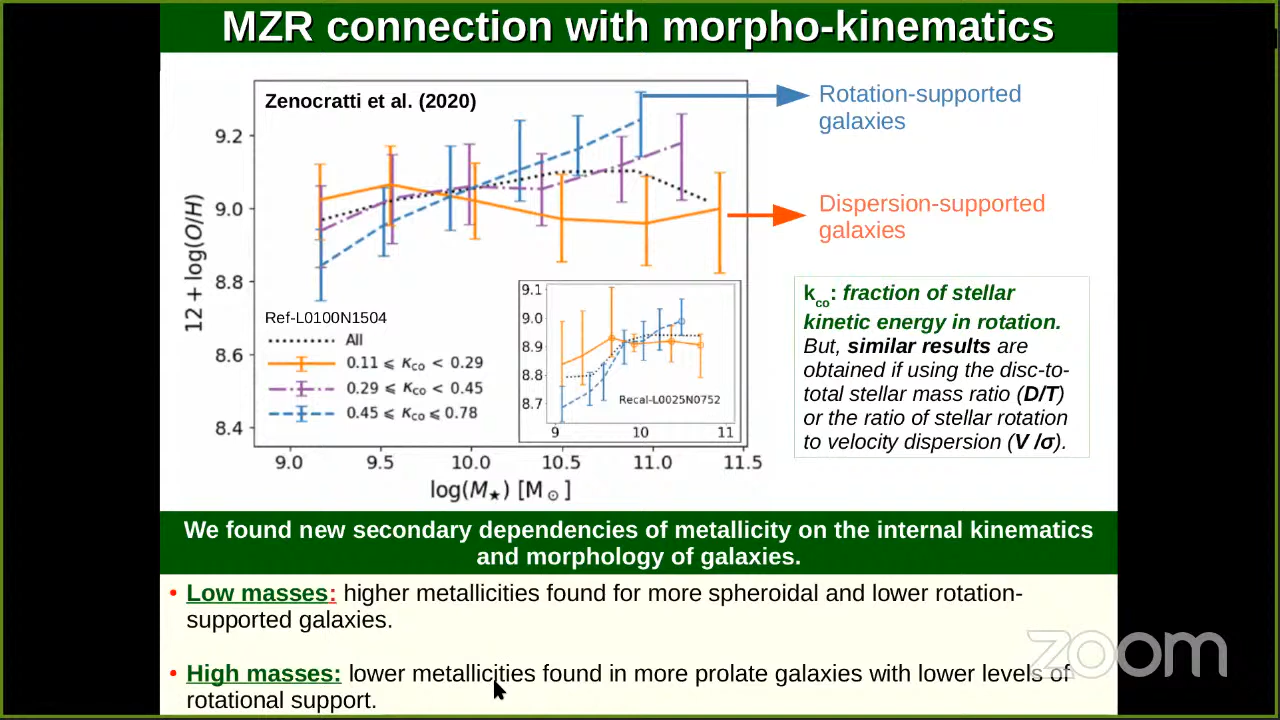 MZR connection with morpho-kinematics
Zenocratti et al. (2020)
Rotation-supported
galaxies
Dispersion-supported
galaxies
9.2
9.0
8.8
8.6
8.4
12 + log(O/H)
Ref-L0100N1504
All
0.11 ⩽ κco < 0.29
0.29 ⩽ κco < 0.45
0.45 ⩽ κco ⩽ 0.78
9.1
9.0
8.9
8.8
8.7
Recal-L0025N0752
9 10 11
9.0 9.5 10.0 10.5 11.0 11.5
log(M★) [M⊙]
kco: fraction of stellar
kinetic energy in rotation.
But, similar results are
obtained if using the disc-to-
total stellar mass ratio (D/T)
or the ratio of stellar rotation
to velocity dispersion (V /σ).
We found new secondary dependencies of metallicity on the internal kinematics
and morphology of galaxies.
• Low masses: higher metallicities found for more spheroidal and lower rotation-
supported galaxies.
• High masses: lower metallicities found in more prolate galaxies with lower levels of
rotational support.
zoom